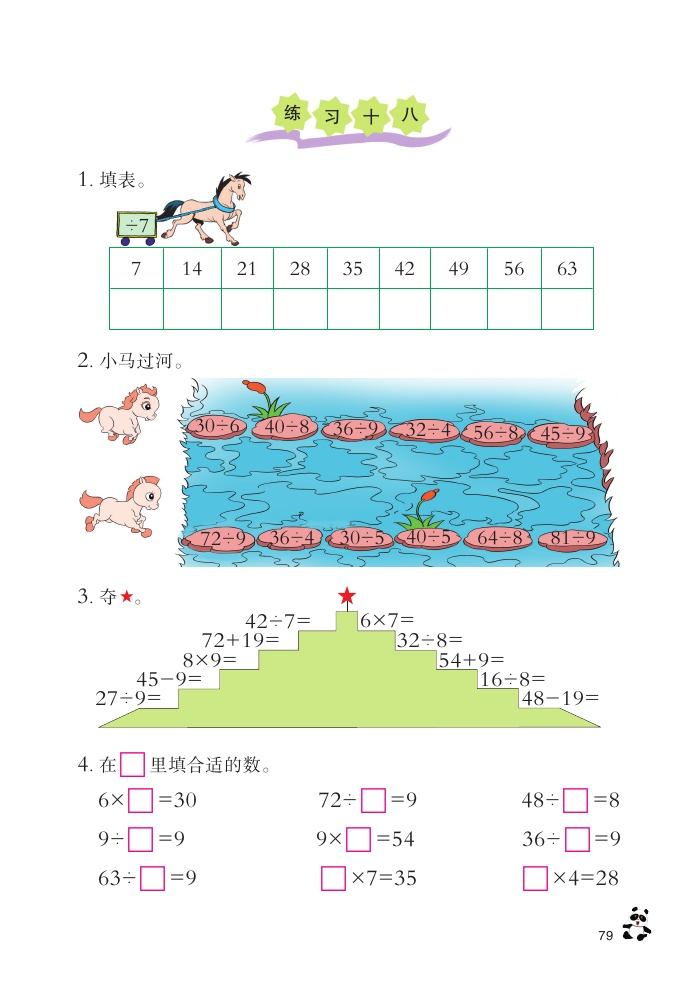 练习十八
1. 填表。
÷7
7 14 21 28 35 42 49 56 63
2. 小马过河。
30÷6 40÷8 36÷9 32÷4 56÷8 45÷9
72÷9 36÷4 30÷5 40÷5 64÷8 81÷9
3. 夺★。
42÷7= 6×7=
72+19= 32÷8=
8×9= 54+9=
45-9= 16÷8=
27÷9= 48-19=
4. 在□里填合适的数。
6×□=30 72÷□=9 48÷□=8
9÷□=9 9×□=54 36÷□=9
63÷□=9 □×7=35 □×4=28
79